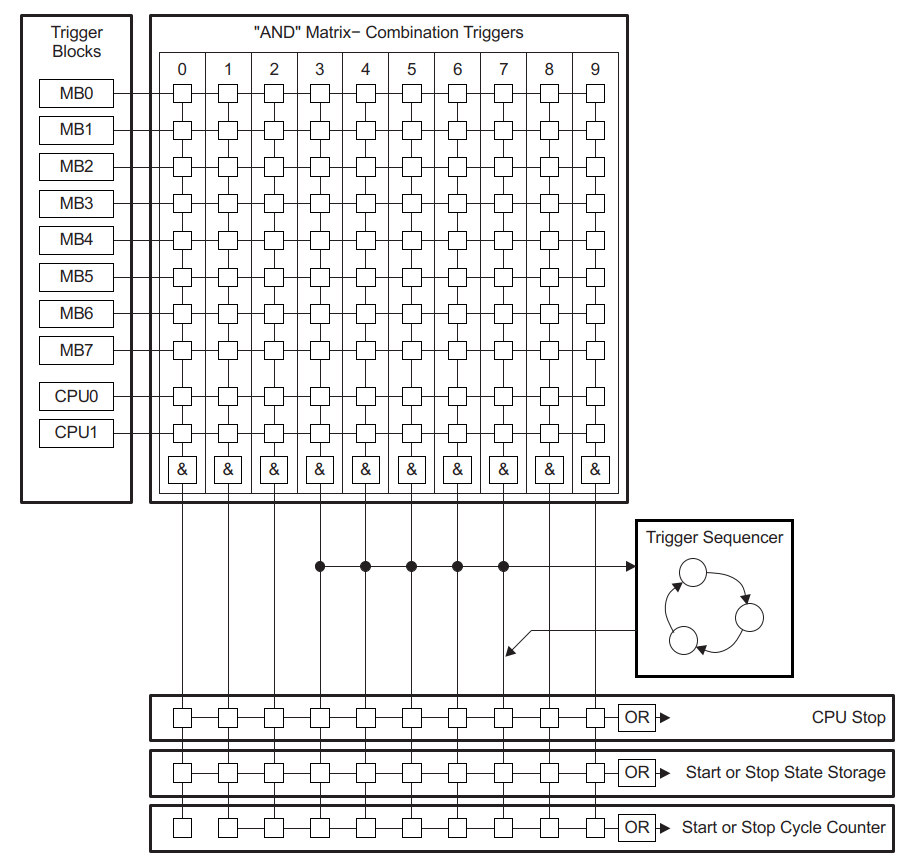 Trigger
Blocks
"AND" Matrix− Combination Triggers
0 1 2 3 4 5 6 7 8 9
MB0
MB1
MB2
MB3
MB4
MB5
MB6
MB7
CPU0
CPU1
& & & & & & & & & &
Trigger Sequencer
OR CPU Stop
OR Start or Stop State Storage
OR Start or Stop Cycle Counter